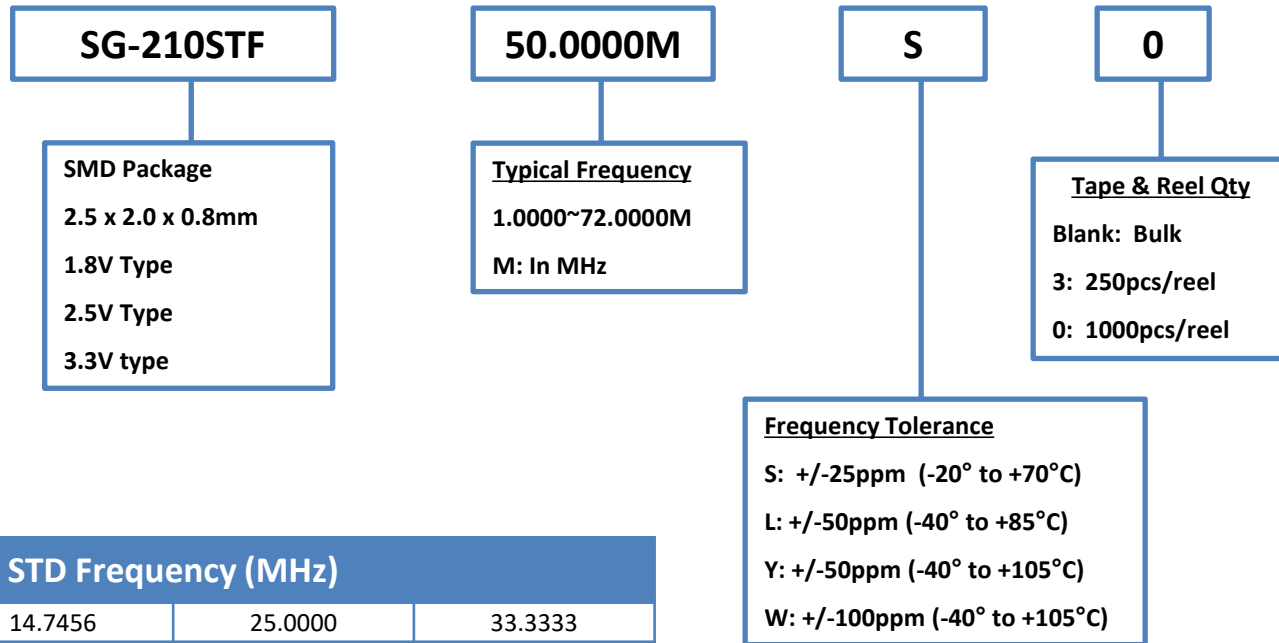 SG-210STF
50.0000M
S
0
SMD Package
2.5 x 2.0 x 0.8mm
1.8V Type
2.5V Type
3.3V type
Typical Frequency
1.0000~72.0000M
M: In MHz
Tape & Reel Qty
Blank: Bulk
3: 250pcs/reel
0: 1000pcs/reel
Frequency Tolerance
S: +/-25ppm (-20° to +70°C)
L: +/-50ppm (-40° to +85°C)
Y: +/-50ppm (-40° to +105°C)
W: +/-100ppm (-40° to +105°C)
STD Frequency (MHz)
14.7456 25.0000 33.3333